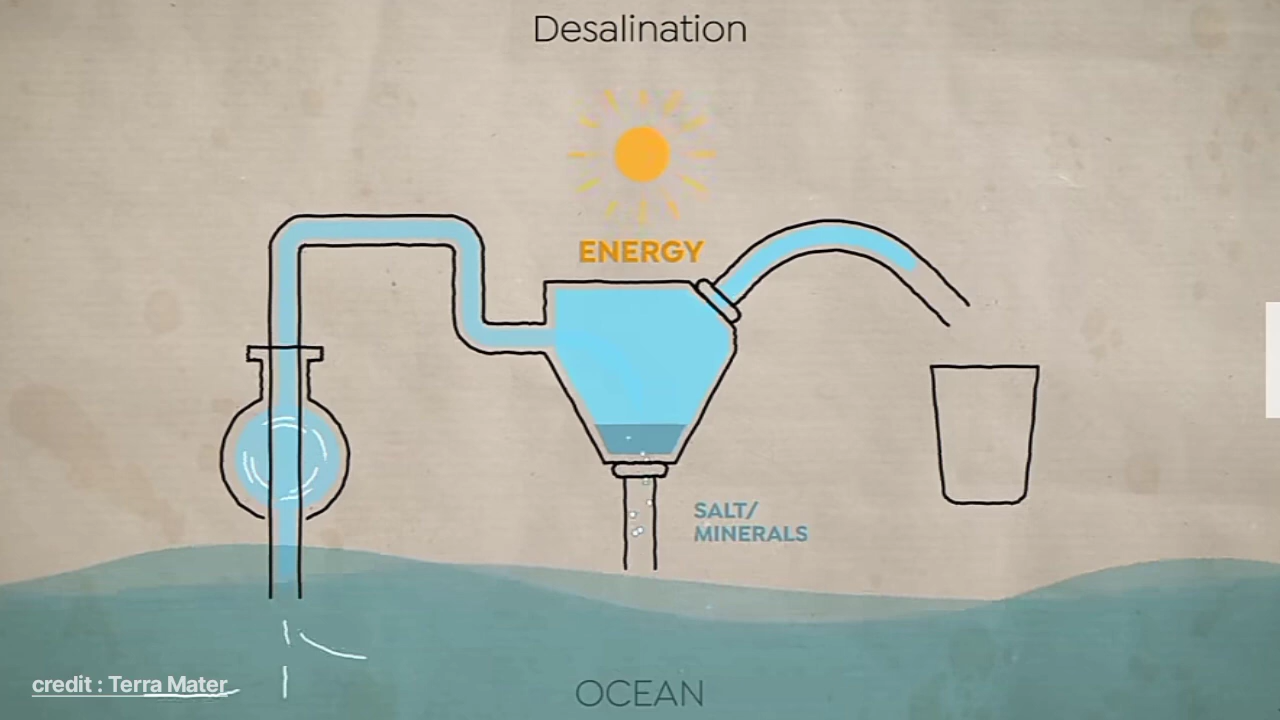 Desalination
ENERGY
SALT/
MINERALS
OCEAN
credit : Terra Mater